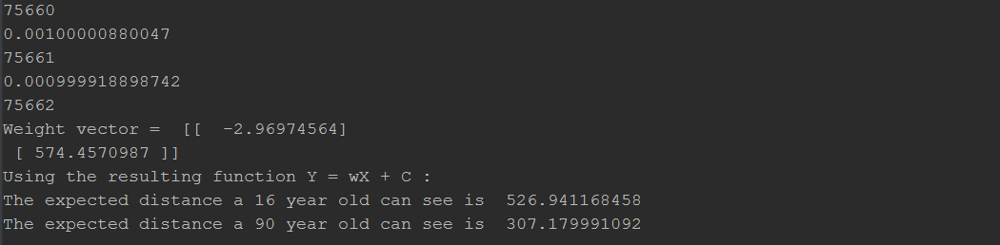 75660
0.00100000880047
75661
0.000999918898742
75662
Weight vector =  [[  -2.96974564]
 [ 574.4570987 ]]
Using the resulting function Y = wX + C :
The expected distance a 16 year old can see is  526.941168458
The expected distance a 90 year old can see is  307.179991092